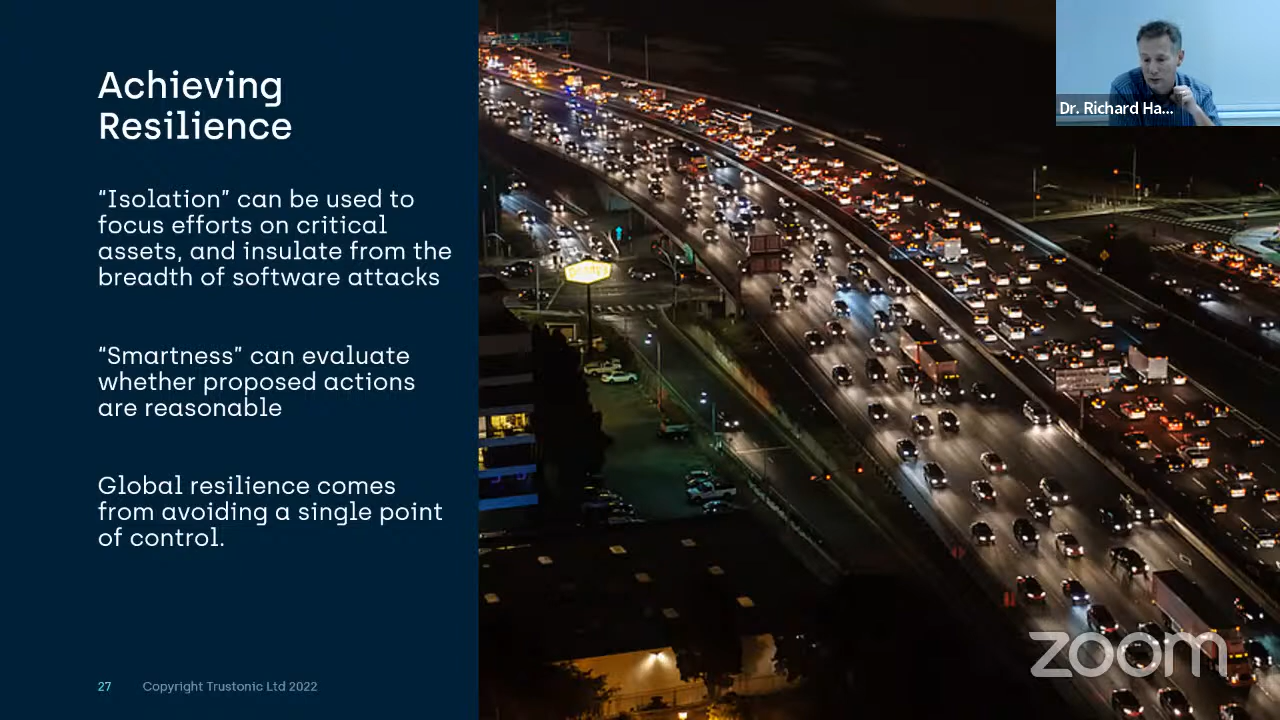 Achieving
Resilience
“Isolation” can be used to
focus efforts on critical
assets, and insulate from the
breadth of software attacks
“Smartness” can evaluate
whether proposed actions
are reasonable
Global resilience comes
from avoiding a single point
of control.
27
Copyright Trustonic Ltd 2022
Dr. Richard Ha...
zoom